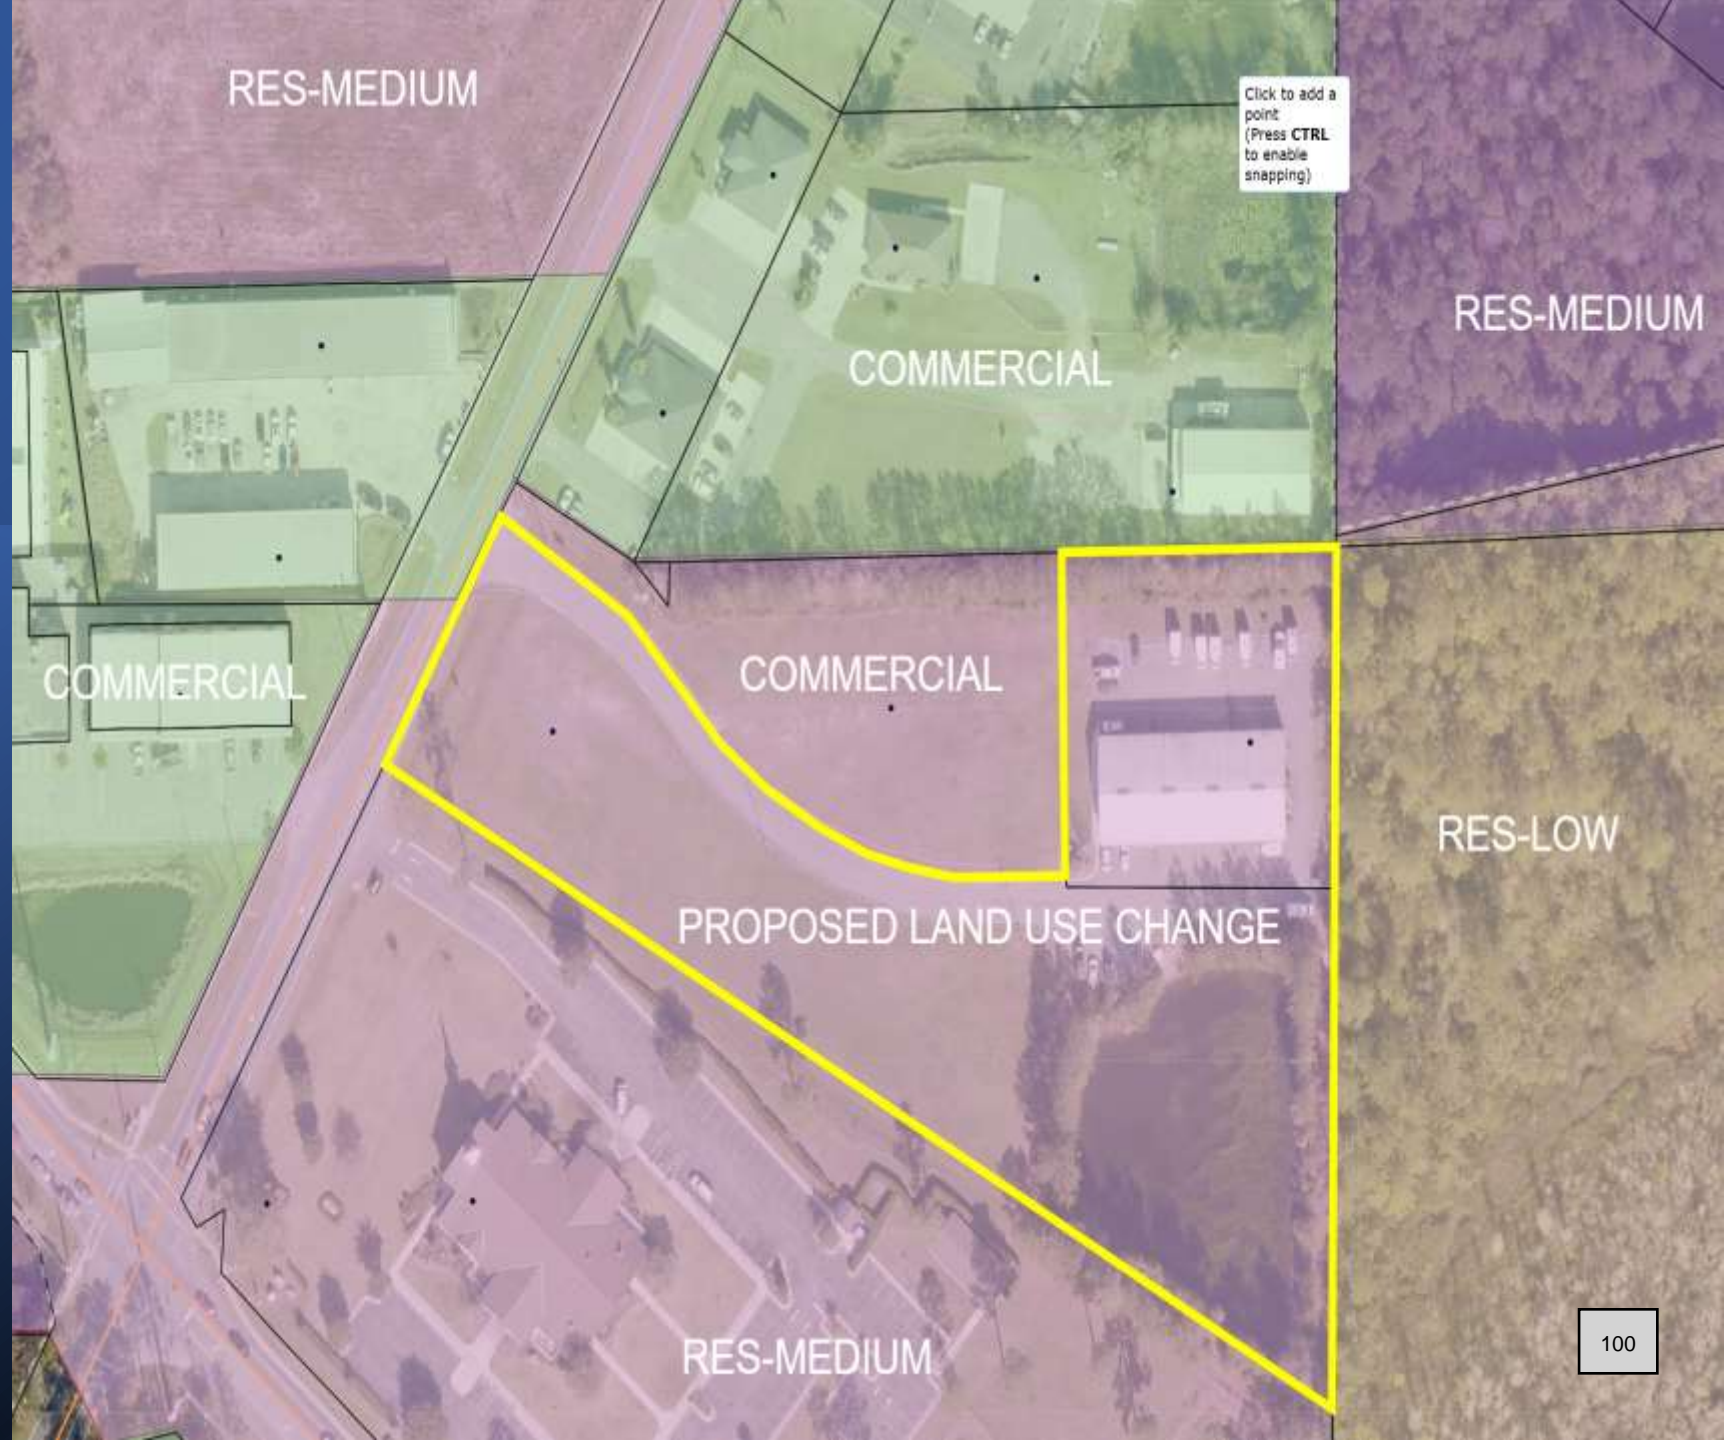 RES-MEDIUM
Click to add a
point
(Press CTRL
to enable
snapping)
RES-MEDIUM
COMMERCIAL
COMMERCIAL
COMMERCIAL
RES-LOW
PROPOSED LAND USE CHANGE
RES-MEDIUM
100